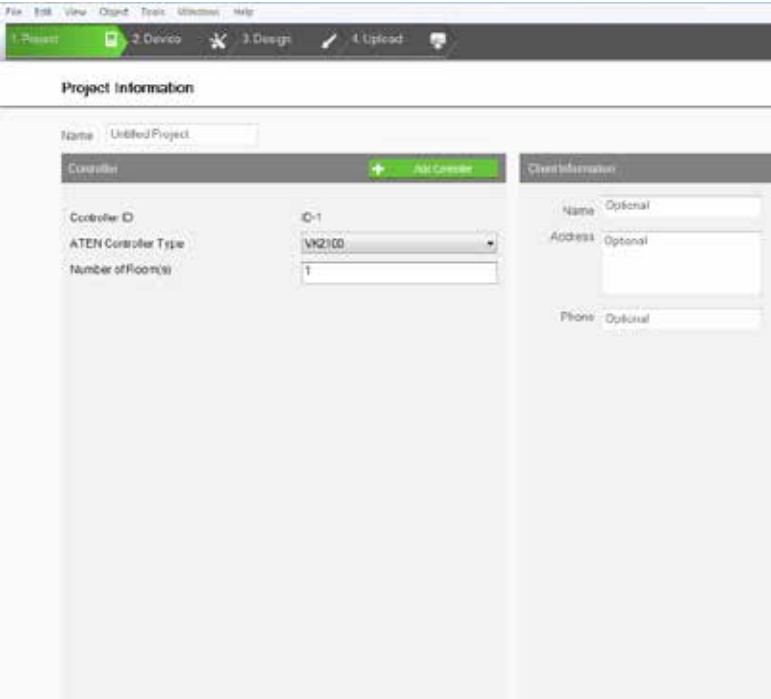 File Edit View Object Tools Windows Help
1. Project 2. Device 3. Design 4. Upload
Project Information
Name Untitled Project
Controller Add Controller
Controller ID ID-1
ATEN Controller Type VK2100
Number of Room(s) 1
Client Information
Name Optional
Address Optional
Phone Optional